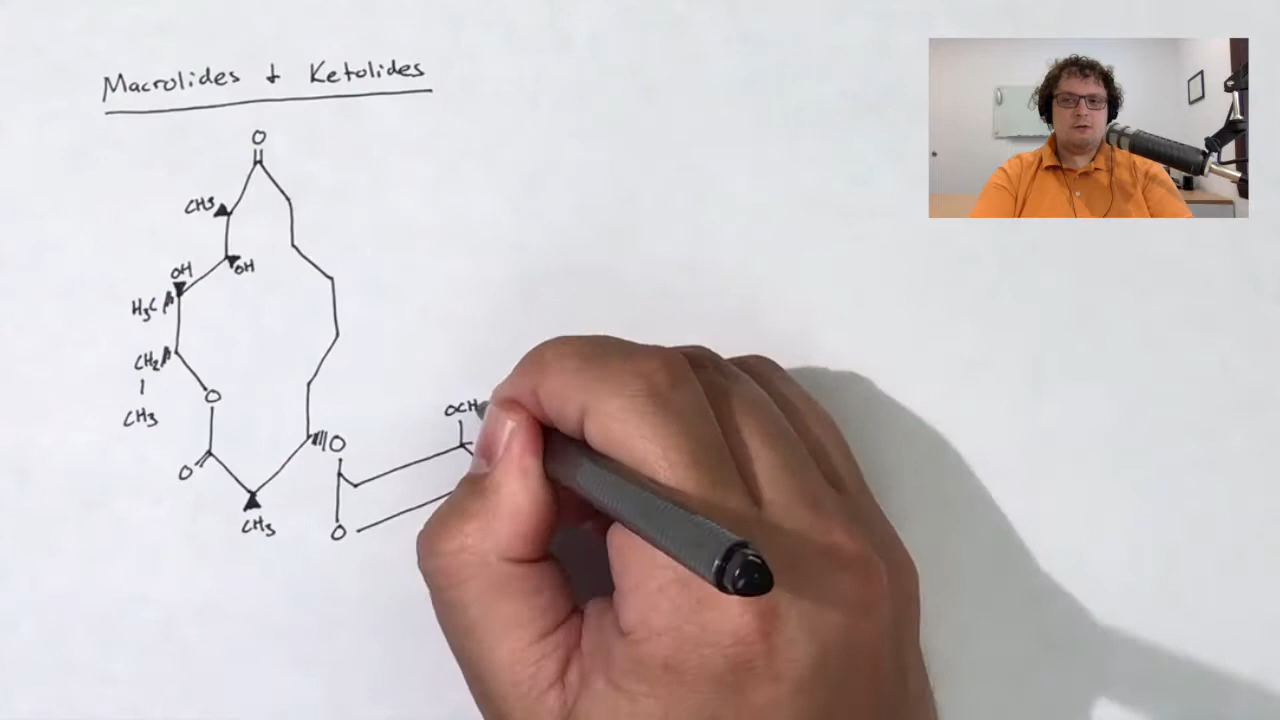 Macrolides + Ketolides
O
CH3
OH
OH
H3C
CH2
CH3
O
O
O
OCH
CH3
O